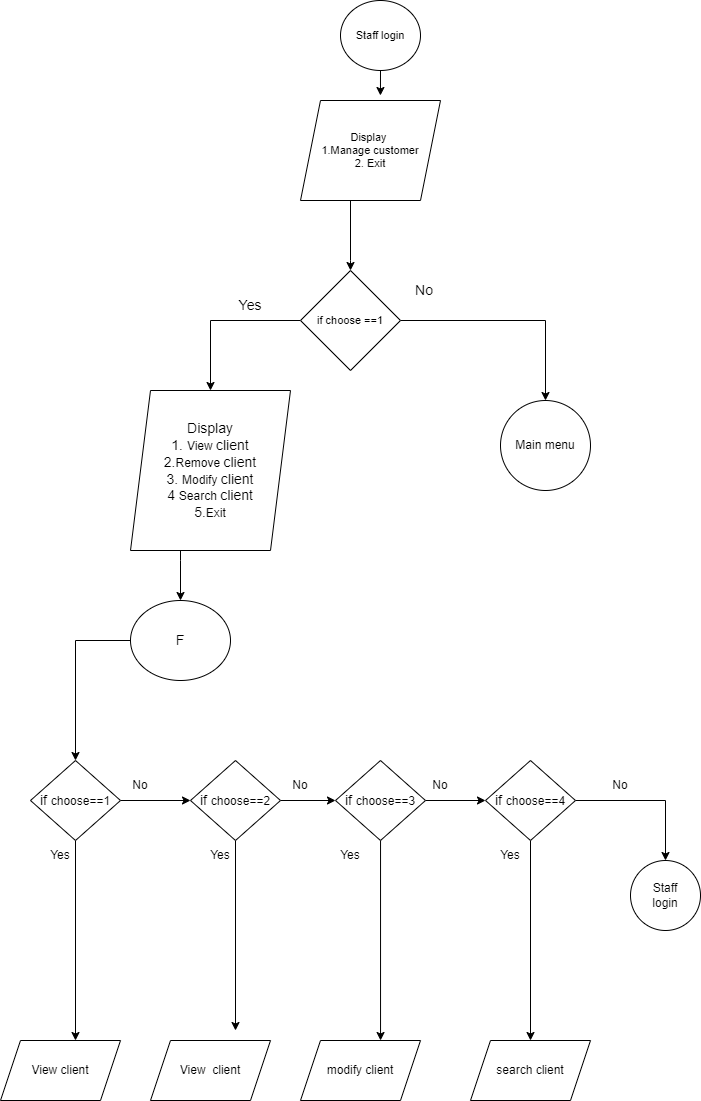 Staff login
Display
1.Manage customer
2. Exit
if choose ==1
Yes
No
Display
1. View client
2.Remove client
3. Modify client
4 Search client
5.Exit
Main menu
F
if choose==1
No
if choose==2
No
if choose==3
No
if choose==4
No
Yes
Yes
Yes
Yes
Staff
login
View client
View  client
modify client
search client